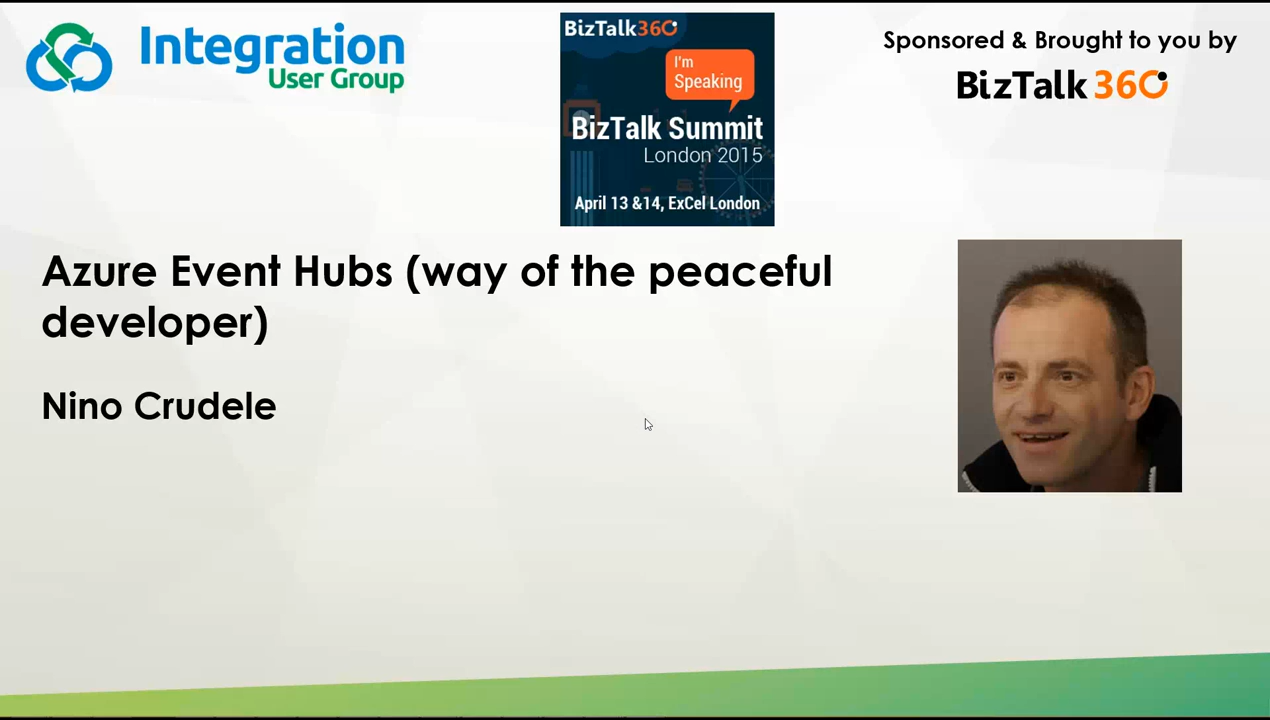 Integration
User Group
BizTalk360
I'm
Speaking
BizTalk Summit
London 2015
April 13 &14, ExCel London
Sponsored & Brought to you by
BizTalk 360
Azure Event Hubs (way of the peaceful
developer)
Nino Crudele